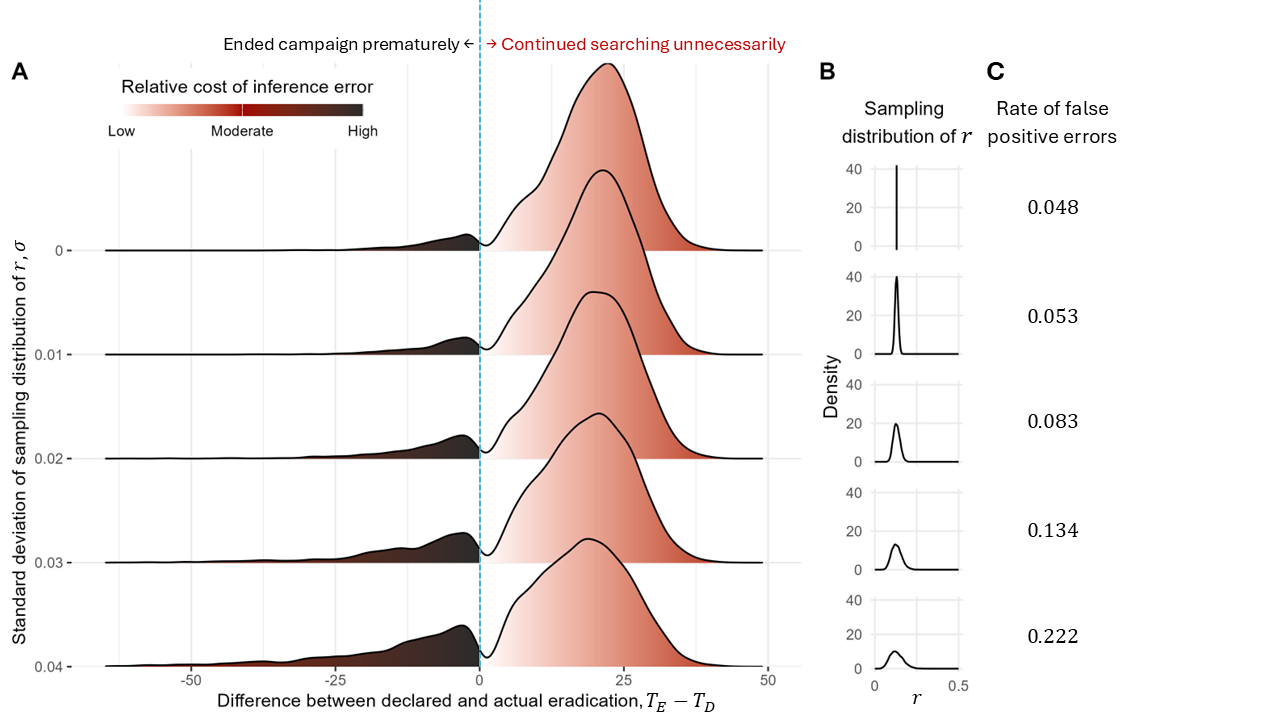 Ended campaign prematurely ← → Continued searching unnecessarily
A
Relative cost of inference error
Low Moderate High
Standard deviation of sampling distribution of r, σ
0
0.01
0.02
0.03
0.04
-50 -25 0 25 50
Difference between declared and actual eradication, T_E − T_D
B
Sampling
distribution of r
Density
40
20
0
40
20
0
40
20
0
40
20
0
40
20
0
0 0.5
r
C
Rate of false
positive errors
0.048
0.053
0.083
0.134
0.222